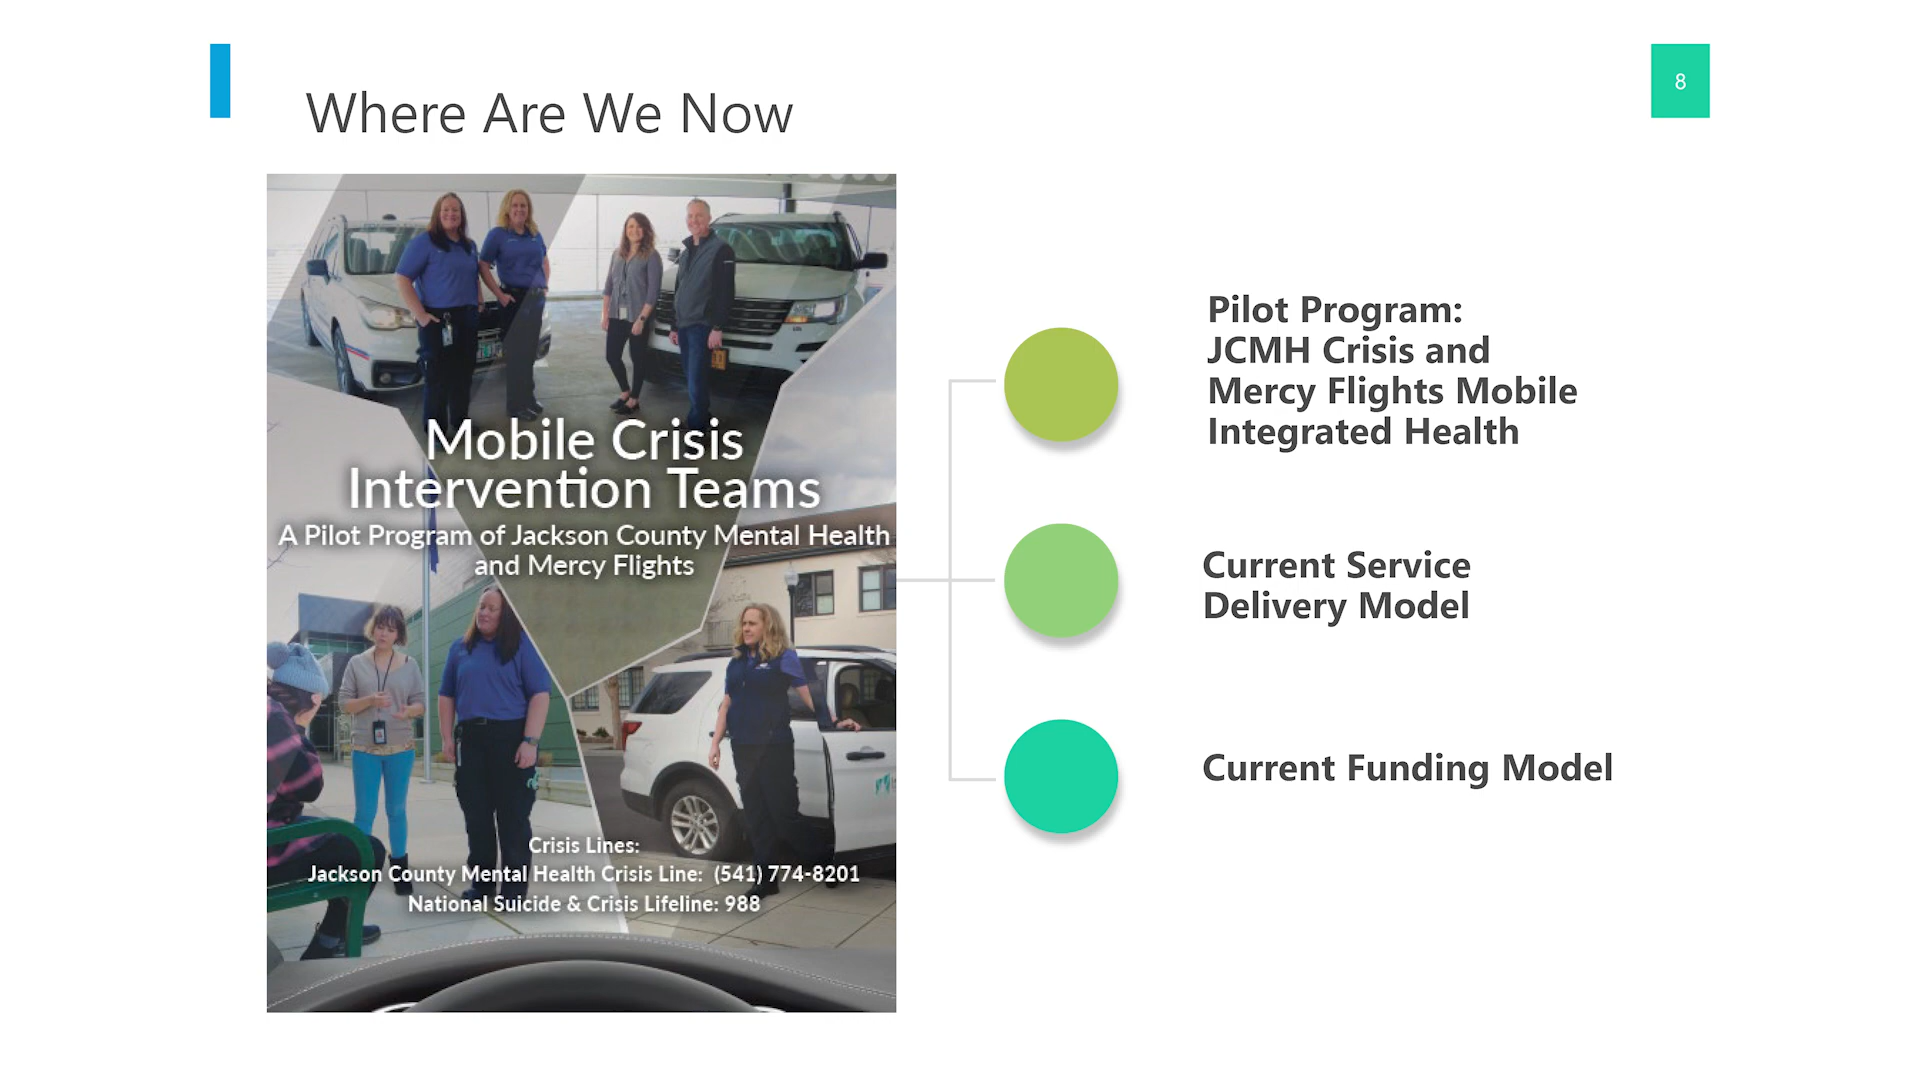 8
Where Are We Now
Mobile Crisis
Intervention Teams
A Pilot Program of Jackson County Mental Health
and Mercy Flights
Crisis Lines:
Jackson County Mental Health Crisis Line: (541) 774-8201
National Suicide & Crisis Lifeline: 988
Pilot Program:
JCMH Crisis and
Mercy Flights Mobile
Integrated Health
Current Service
Delivery Model
Current Funding Model